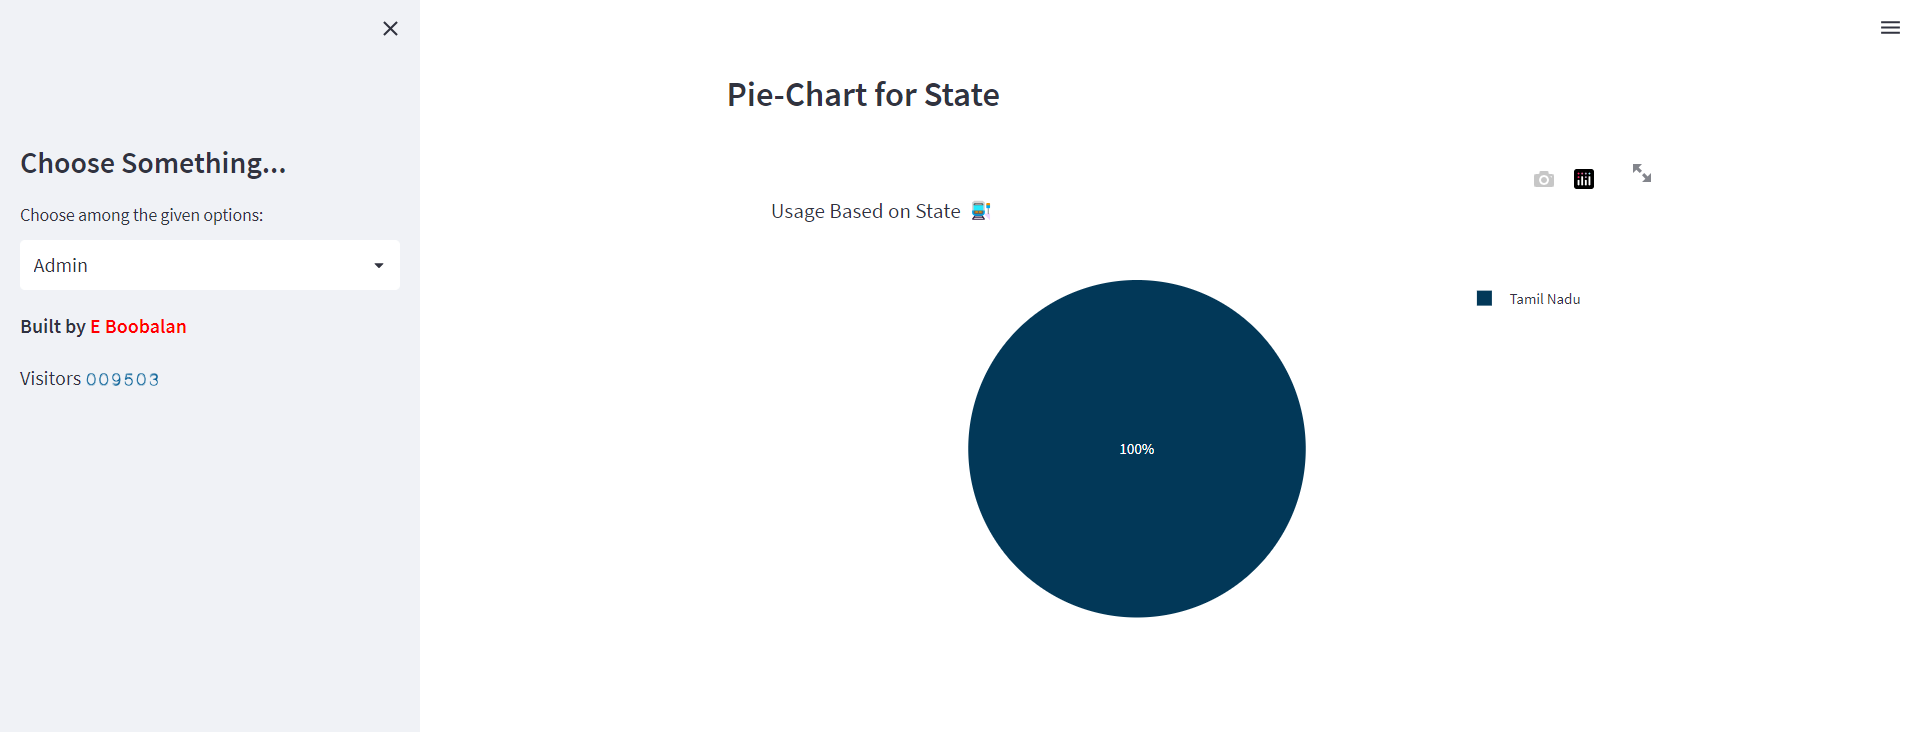 Choose Something...
Choose among the given options:
Admin
Built by E Boobalan
Visitors 009503
Pie-Chart for State
Usage Based on State 🚉
100%
Tamil Nadu